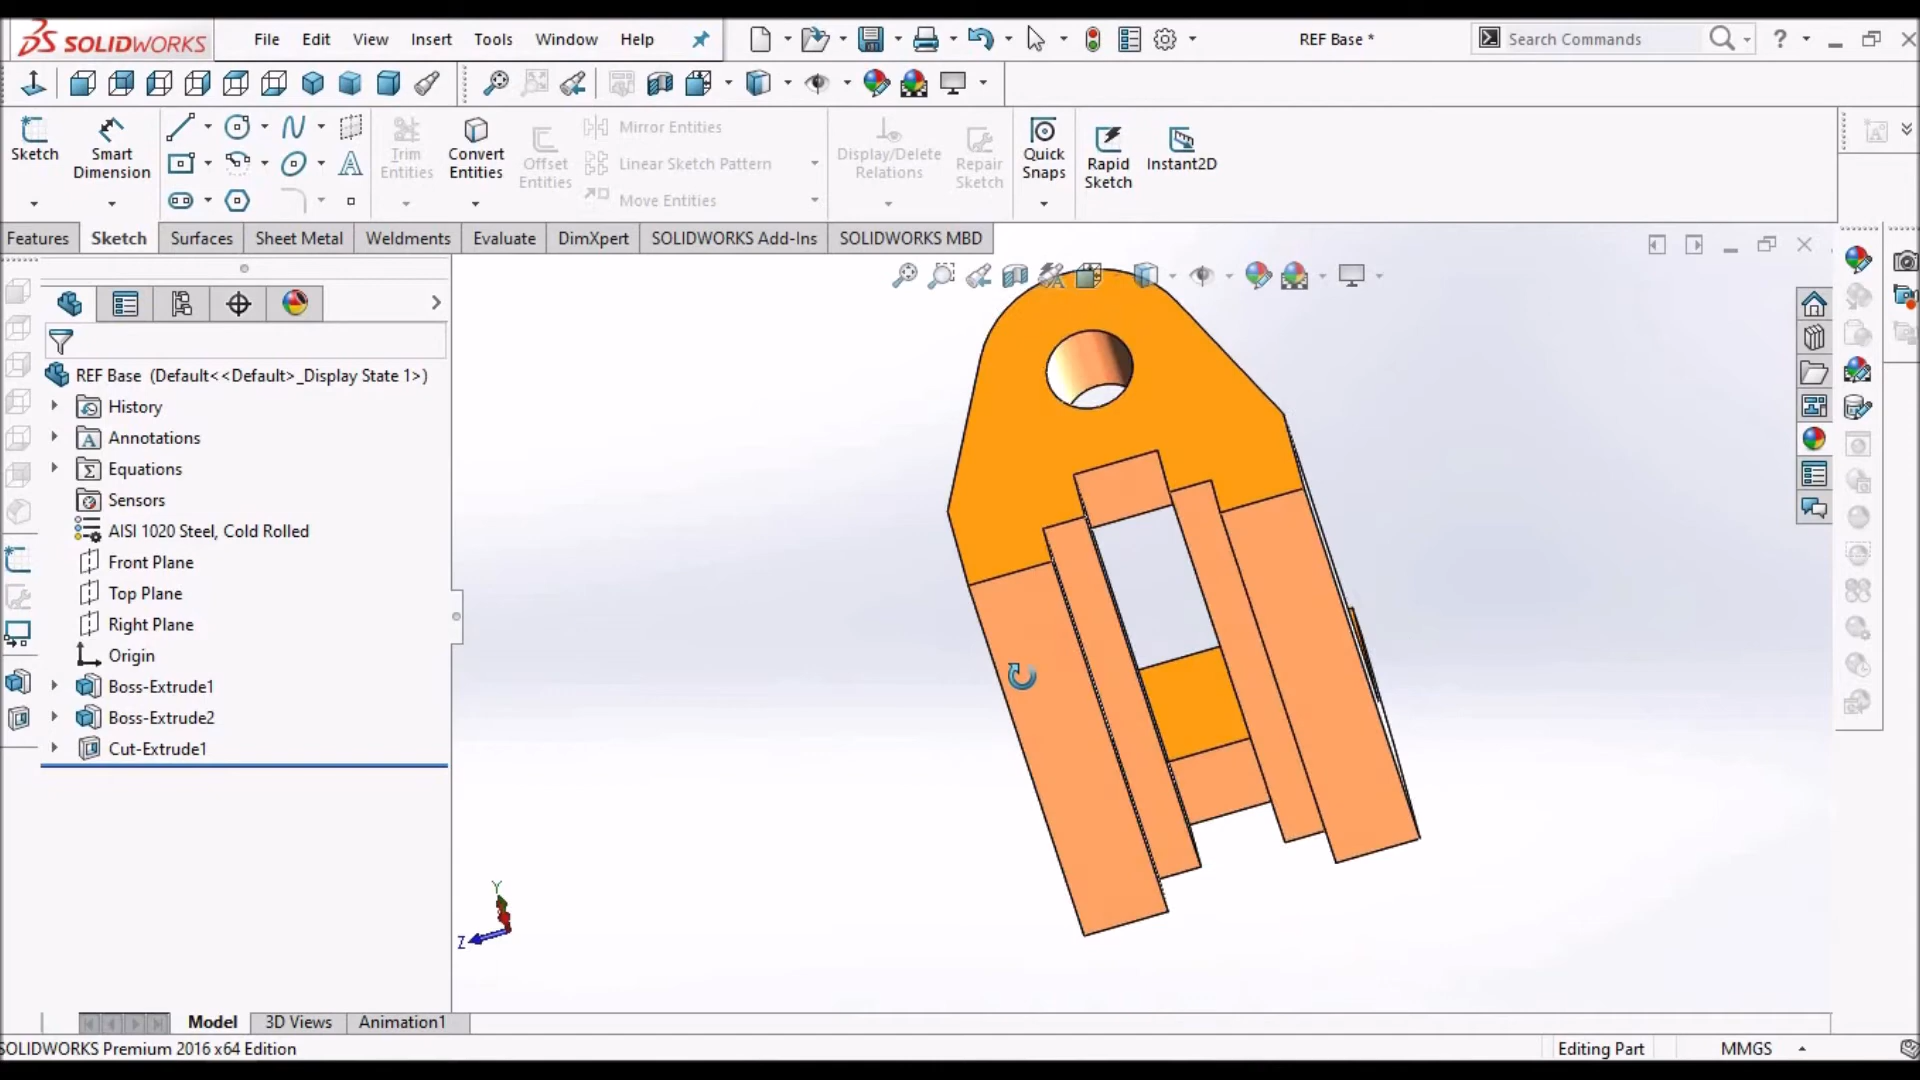 SOLIDWORKS File Edit View Insert Tools Window Help REF Base * Search Commands ?
Sketch Smart Dimension Trim Entities Convert Entities Offset Entities Mirror Entities Linear Sketch Pattern Move Entities Display/Delete Relations Repair Sketch Quick Snaps Rapid Sketch Instant2D
Features Sketch Surfaces Sheet Metal Weldments Evaluate DimXpert SOLIDWORKS Add-Ins SOLIDWORKS MBD
REF Base (Default<<Default>_Display State 1>)
History
Annotations
Equations
Sensors
AISI 1020 Steel, Cold Rolled
Front Plane
Top Plane
Right Plane
Origin
Boss-Extrude1
Boss-Extrude2
Cut-Extrude1
Y
Z
Model 3D Views Animation1
SOLIDWORKS Premium 2016 x64 Edition Editing Part MMGS